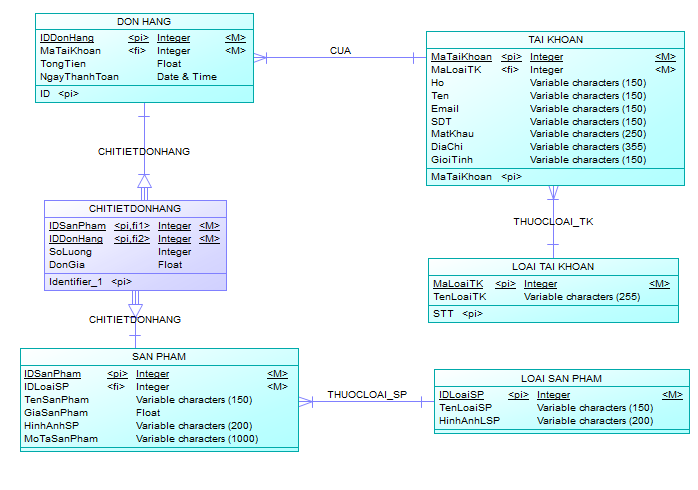 DON HANG
IDDonHang <pi> Integer <M>
MaTaiKhoan <fi> Integer <M>
TongTien Float
NgayThanhToan Date & Time
ID <pi>
CUA
TAI KHOAN
MaTaiKhoan <pi> Integer <M>
MaLoaiTK <fi> Integer <M>
Ho Variable characters (150)
Ten Variable characters (150)
Email Variable characters (150)
SDT Variable characters (150)
MatKhau Variable characters (250)
DiaChi Variable characters (355)
GioiTinh Variable characters (150)
MaTaiKhoan <pi>
CHITIETDONHANG
CHITIETDONHANG
IDSanPham <pi,fi1> Integer <M>
IDDonHang <pi,fi2> Integer <M>
SoLuong Integer
DonGia Float
Identifier_1 <pi>
THUOCLOAI_TK
LOAI TAI KHOAN
MaLoaiTK <pi> Integer <M>
TenLoaiTK Variable characters (255)
STT <pi>
CHITIETDONHANG
SAN PHAM
IDSanPham <pi> Integer <M>
IDLoaiSP <fi> Integer <M>
TenSanPham Variable characters (150)
GiaSanPham Float
HinhAnhSP Variable characters (200)
MoTaSanPham Variable characters (1000)
THUOCLOAI_SP
LOAI SAN PHAM
IDLoaiSP <pi> Integer <M>
TenLoaiSP Variable characters (150)
HinhAnhLSP Variable characters (200)